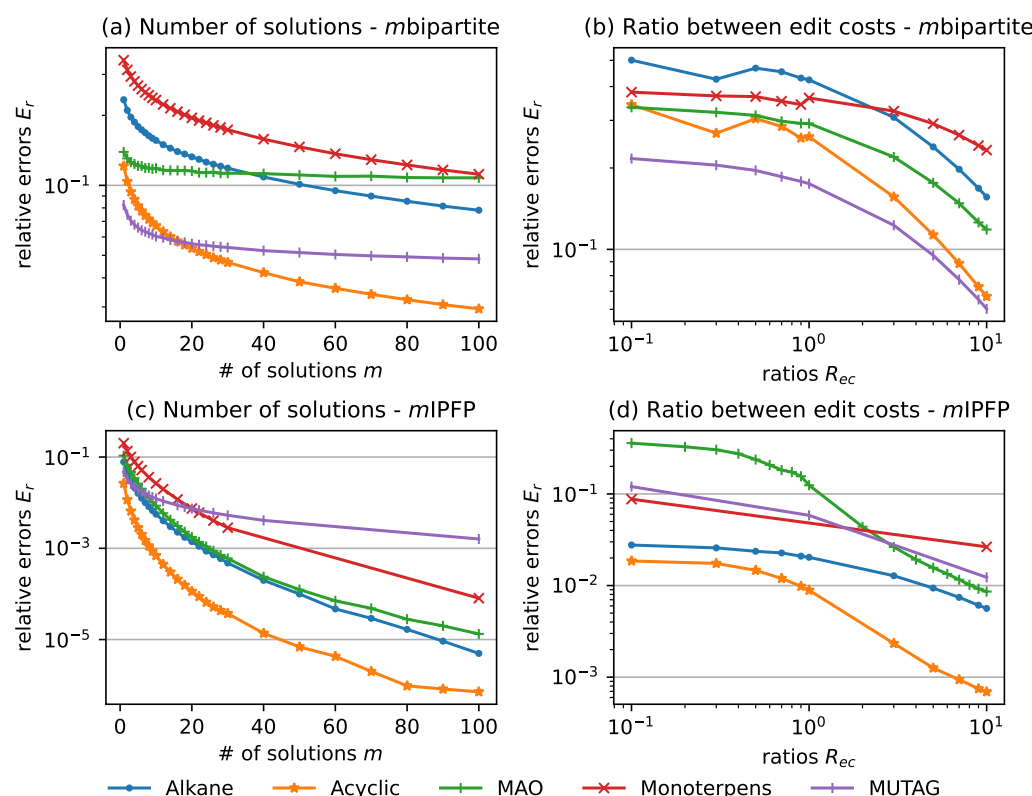 (a) Number of solutions - mbipartite
(b) Ratio between edit costs - mbipartite
relative errors E_r
10^{-1}
0 20 40 60 80 100
# of solutions m
relative errors E_r
10^{-1}
10^{-1} 10^{0} 10^{1}
ratios R_{ec}
(c) Number of solutions - mIPFP
(d) Ratio between edit costs - mIPFP
relative errors E_r
10^{-1}
10^{-3}
10^{-5}
0 20 40 60 80 100
# of solutions m
relative errors E_r
10^{-1}
10^{-2}
10^{-3}
10^{-1} 10^{0} 10^{1}
ratios R_{ec}
Alkane Acyclic MAO Monoterpens MUTAG